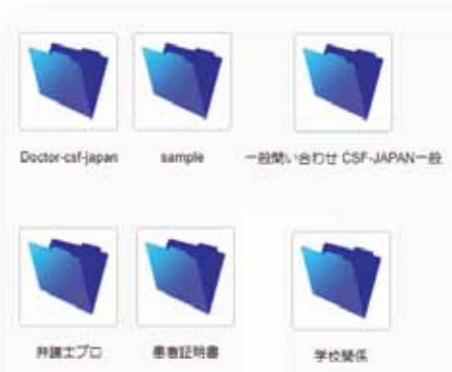 Doctor-csf-japan
sample
一般問い合わせ CSF-JAPAN一般
弁護士プロ
患者証明書
学校関係